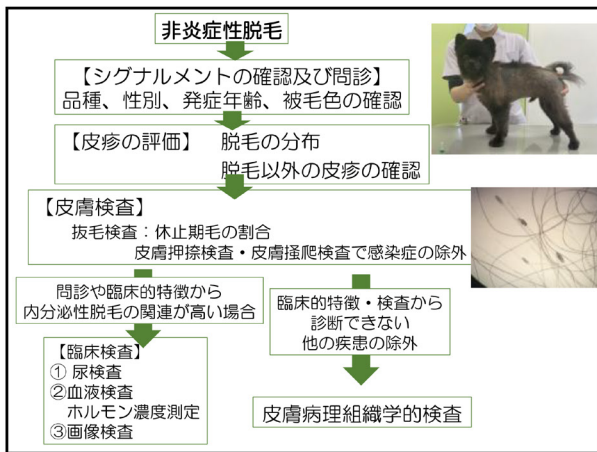 非炎症性脱毛
【シグナルメントの確認及び問診】
品種、性別、発症年齢、被毛色の確認
【皮疹の評価】 脱毛の分布
脱毛以外の皮疹の確認
【皮膚検査】
抜毛検査：休止期毛の割合
皮膚押捺検査・皮膚掻爬検査で感染症の除外
問診や臨床的特徴から
内分泌性脱毛の関連が高い場合
臨床的特徴・検査から
診断できない
他の疾患の除外
【臨床検査】
① 尿検査
②血液検査
ホルモン濃度測定
③画像検査
皮膚病理組織学的検査